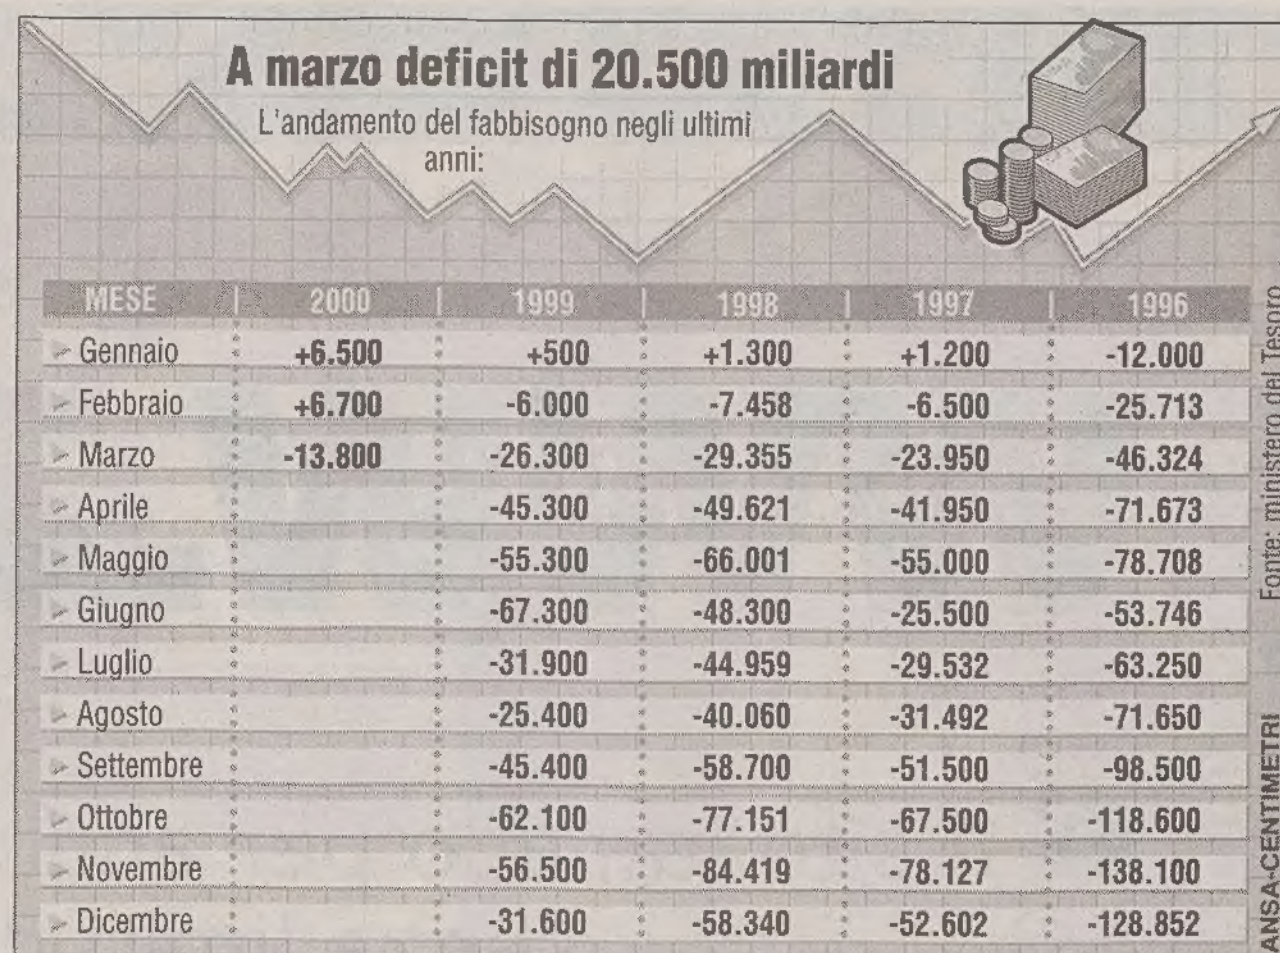 A marzo deficit di 20.500 miliardi
L'andamento del fabbisogno negli ultimi
anni:
MESE 2000 1999 1998 1997 1996
Gennaio +6.500 +500 +1.300 +1.200 -12.000
Febbraio +6.700 -6.000 -7.458 -6.500 -25.713
Marzo -13.800 -26.300 -29.355 -23.950 -46.324
Aprile -45.300 -49.621 -41.950 -71.673
Maggio -55.300 -66.001 -55.000 -78.708
Giugno -67.300 -48.300 -25.500 -53.746
Luglio -31.900 -44.959 -29.532 -63.250
Agosto -25.400 -40.060 -31.492 -71.650
Settembre -45.400 -58.700 -51.500 -98.500
Ottobre -62.100 -77.151 -67.500 -118.600
Novembre -56.500 -84.419 -78.127 -138.100
Dicembre -31.600 -58.340 -52.602 -128.852
Fonte: ministero del Tesoro
ANSA-CENTIMETRI